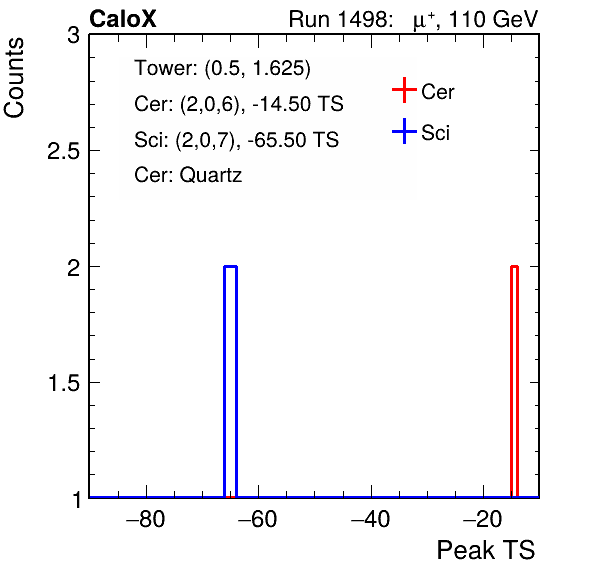 CaloX Run 1498: μ⁺, 110 GeV
Counts
3
2.5
2
1.5
1
Tower: (0.5, 1.625)
Cer: (2,0,6), -14.50 TS
Sci: (2,0,7), -65.50 TS
Cer: Quartz
Cer
Sci
−80 −60 −40 −20
Peak TS